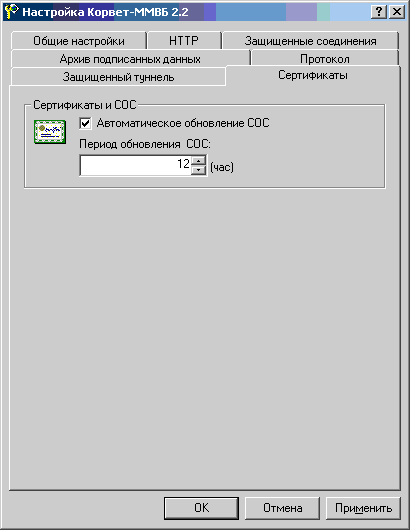 Настройка Корвет-ММВБ 2.2
Общие настройки
HTTP
Защищенные соединения
Архив подписанных данных
Протокол
Защищенный туннель
Сертификаты
Сертификаты и СОС
Автоматическое обновление СОС
Период обновления СОС:
12
(час)
OK
Отмена
Применить